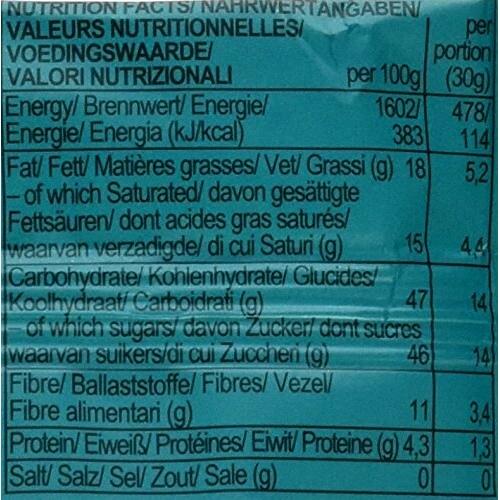 NUTRITION FACTS/ NÄHRWERTANGABEN/
VALEURS NUTRITIONNELLES/ per
VOEDINGSWAARDE/ portion
VALORI NUTRIZIONALI per 100g (30g)
Energy/ Brennwert/ Energie/ 1602/ 478/
Energie/ Energia (kJ/kcal) 383 114
Fat/ Fett/ Matières grasses/ Vet/ Grassi (g) 18 5,2
– of which Saturated/ davon gesättigte
Fettsäuren/ dont acides gras saturés/
waarvan verzadigde/ di cui Saturi (g) 15 4,4
Carbohydrate/ Kohlenhydrate/ Glucides/
Koolhydraat/ Carboidrati (g) 47 14
– of which sugars/ davon Zucker/ dont sucres
waarvan suikers/di cui Zuccheri (g) 46 14
Fibre/ Ballaststoffe/ Fibres/ Vezel/
Fibre alimentari (g) 11 3,4
Protein/ Eiweiß/ Protéines/ Eiwit/ Proteine (g) 4,3 1,3
Salt/ Salz/ Sel/ Zout/ Sale (g) 0 0